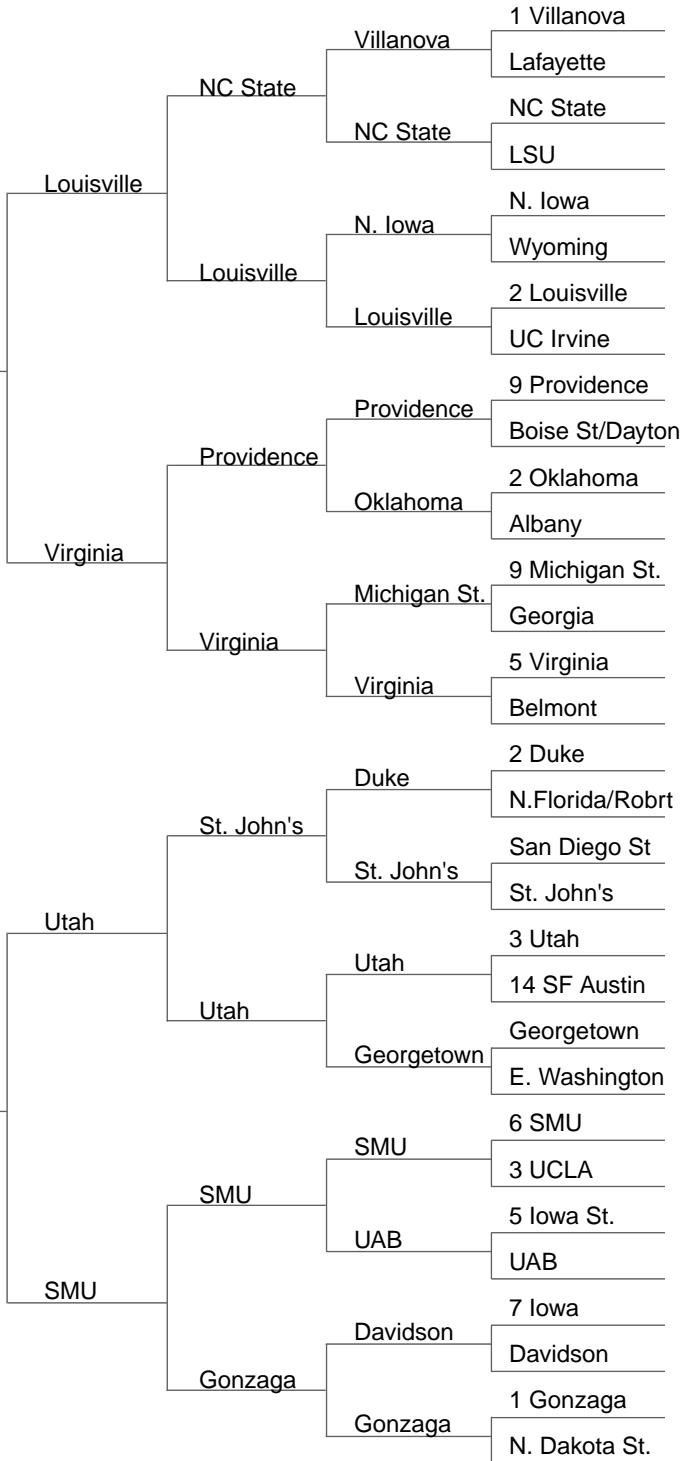 1 Villanova
Villanova
Lafayette
NC State
NC State
NC State
LSU
Louisville
N. Iowa
N. Iowa
Wyoming
Louisville
2 Louisville
Louisville
UC Irvine
9 Providence
Providence
Boise St/Dayton
Providence
2 Oklahoma
Oklahoma
Albany
Virginia
9 Michigan St.
Michigan St.
Georgia
Virginia
5 Virginia
Virginia
Belmont
2 Duke
Duke
N.Florida/Robrt
St. John's
San Diego St
St. John's
St. John's
Utah
3 Utah
Utah
14 SF Austin
Utah
Georgetown
Georgetown
E. Washington
6 SMU
SMU
3 UCLA
SMU
5 Iowa St.
UAB
UAB
SMU
7 Iowa
Davidson
Davidson
Gonzaga
1 Gonzaga
Gonzaga
N. Dakota St.